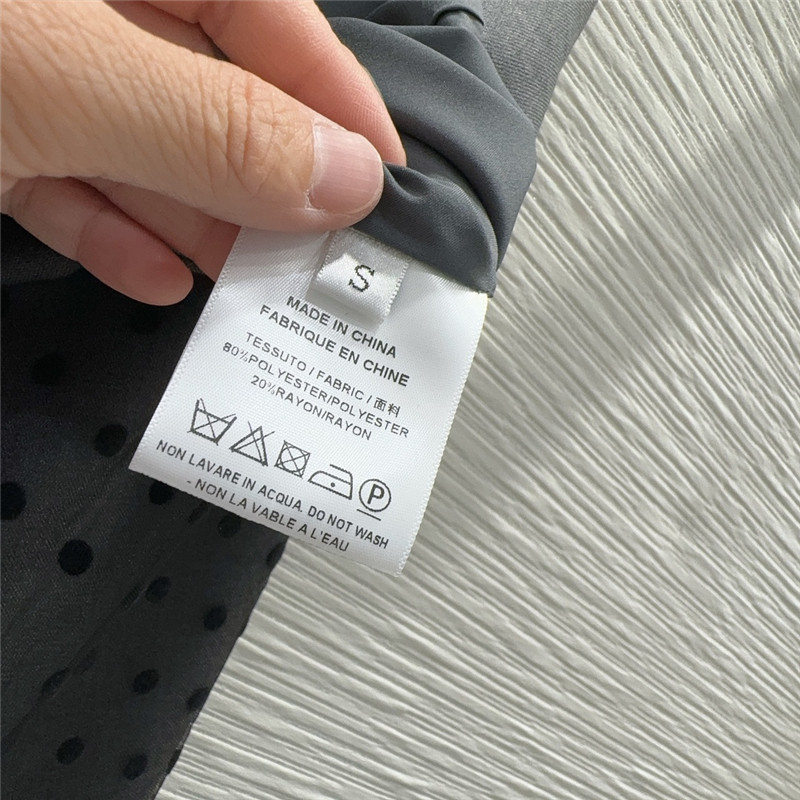 S
MADE IN CHINA
FABRIQUE EN CHINE
TESSUTO / FABRIC / 面料
80%POLYESTER/POLYESTER
20%RAYON/RAYON
P
NON LAVARE IN ACQUA. DO NOT WASH
- NON LA VABLE A L'EAU